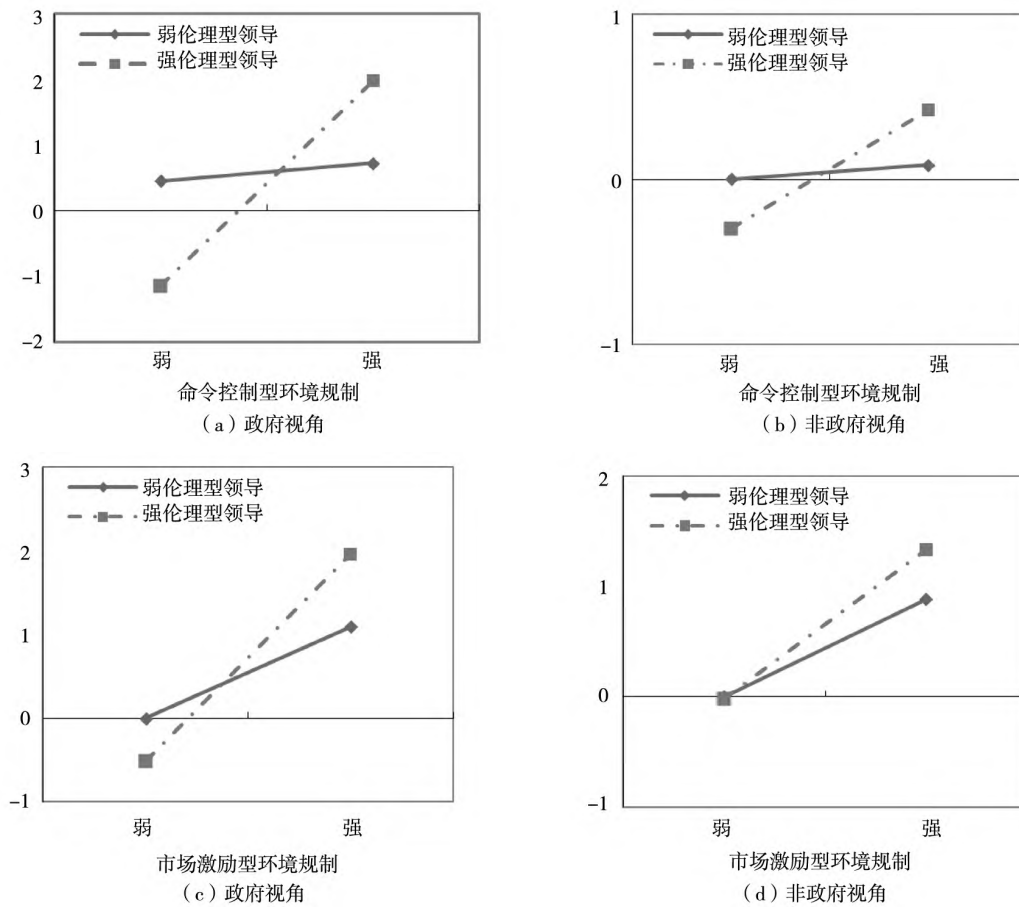 3
2
1
0
-1
-2
弱伦理型领导
强伦理型领导
弱
强
命令控制型环境规制
（a）政府视角
1
0
-1
弱伦理型领导
强伦理型领导
弱
强
命令控制型环境规制
（b）非政府视角
3
2
1
0
-1
弱伦理型领导
强伦理型领导
弱
强
市场激励型环境规制
（c）政府视角
2
1
0
-1
弱伦理型领导
强伦理型领导
弱
强
市场激励型环境规制
（d）非政府视角